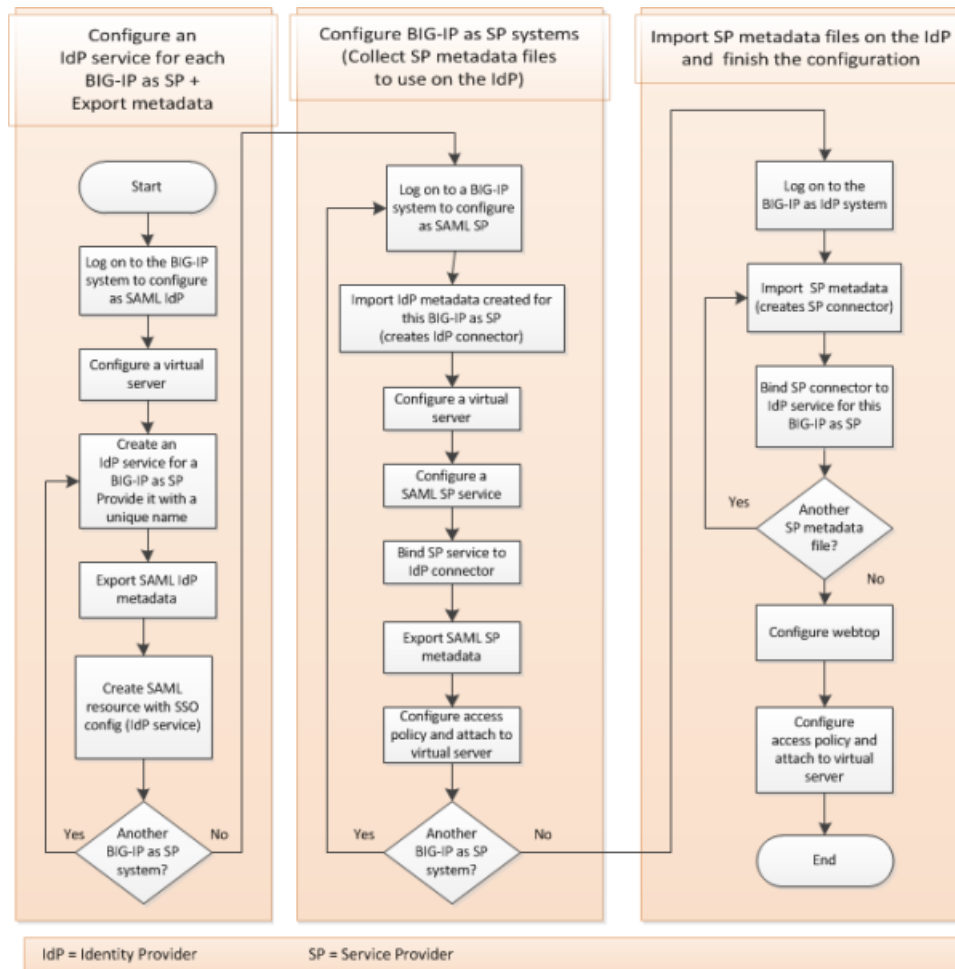 Configure an
IdP service for each
BIG-IP as SP +
Export metadata
Start
Log on to the BIG-IP
system to configure
as SAML IdP
Configure a virtual
server
Create an
IdP service for a
BIG-IP as SP
Provide it with a
unique name
Export SAML IdP
metadata
Create SAML
resource with SSO
config (IdP service)
Yes
Another
BIG-IP as SP
system?
No
Configure BIG-IP as SP systems
(Collect SP metadata files
to use on the IdP)
Log on to a BIG-IP
system to configure
as SAML SP
Import IdP metadata created for
this BIG-IP as SP
(creates IdP connector)
Configure a virtual
server
Configure a
SAML SP service
Bind SP service to
IdP connector
Export SAML SP
metadata
Configure access
policy and attach to
virtual server
Yes
Another
BIG-IP as SP
system?
No
Import SP metadata files on the IdP
and finish the configuration
Log on to the
BIG-IP as IdP system
Import SP metadata
(creates SP connector)
Bind SP connector to
IdP service for this
BIG-IP as SP
Yes
Another
SP metadata
file?
No
Configure webtop
Configure
access policy and
attach to virtual
server
End
IdP = Identity Provider
SP = Service Provider